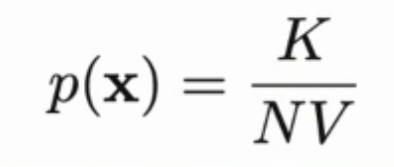 p(x) = K / NV